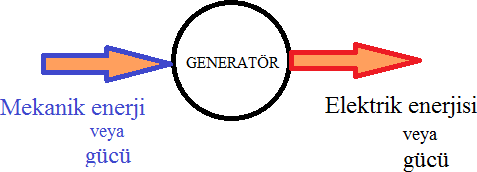 GENERATÖR
Mekanik enerji
veya
gücü
Elektrik enerjisi
veya
gücü